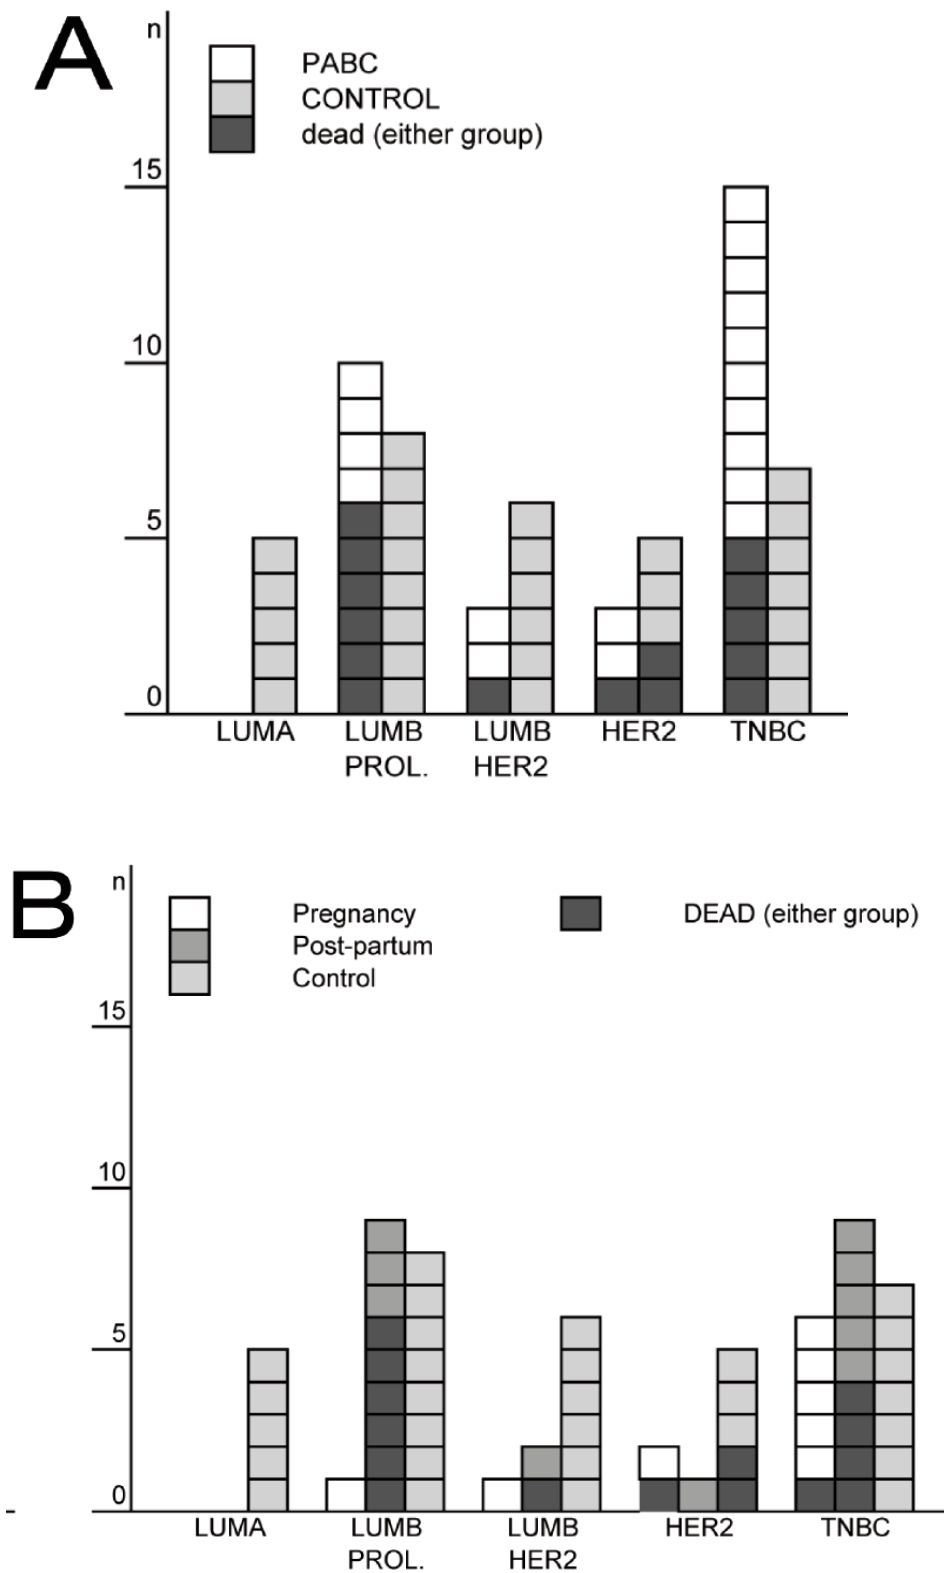 A
n
PABC
CONTROL
dead (either group)
15
10
5
0
LUMA LUMB LUMB HER2 TNBC
PROL. HER2
B
n
Pregnancy DEAD (either group)
Post-partum
Control
15
10
5
0
LUMA LUMB LUMB HER2 TNBC
PROL. HER2